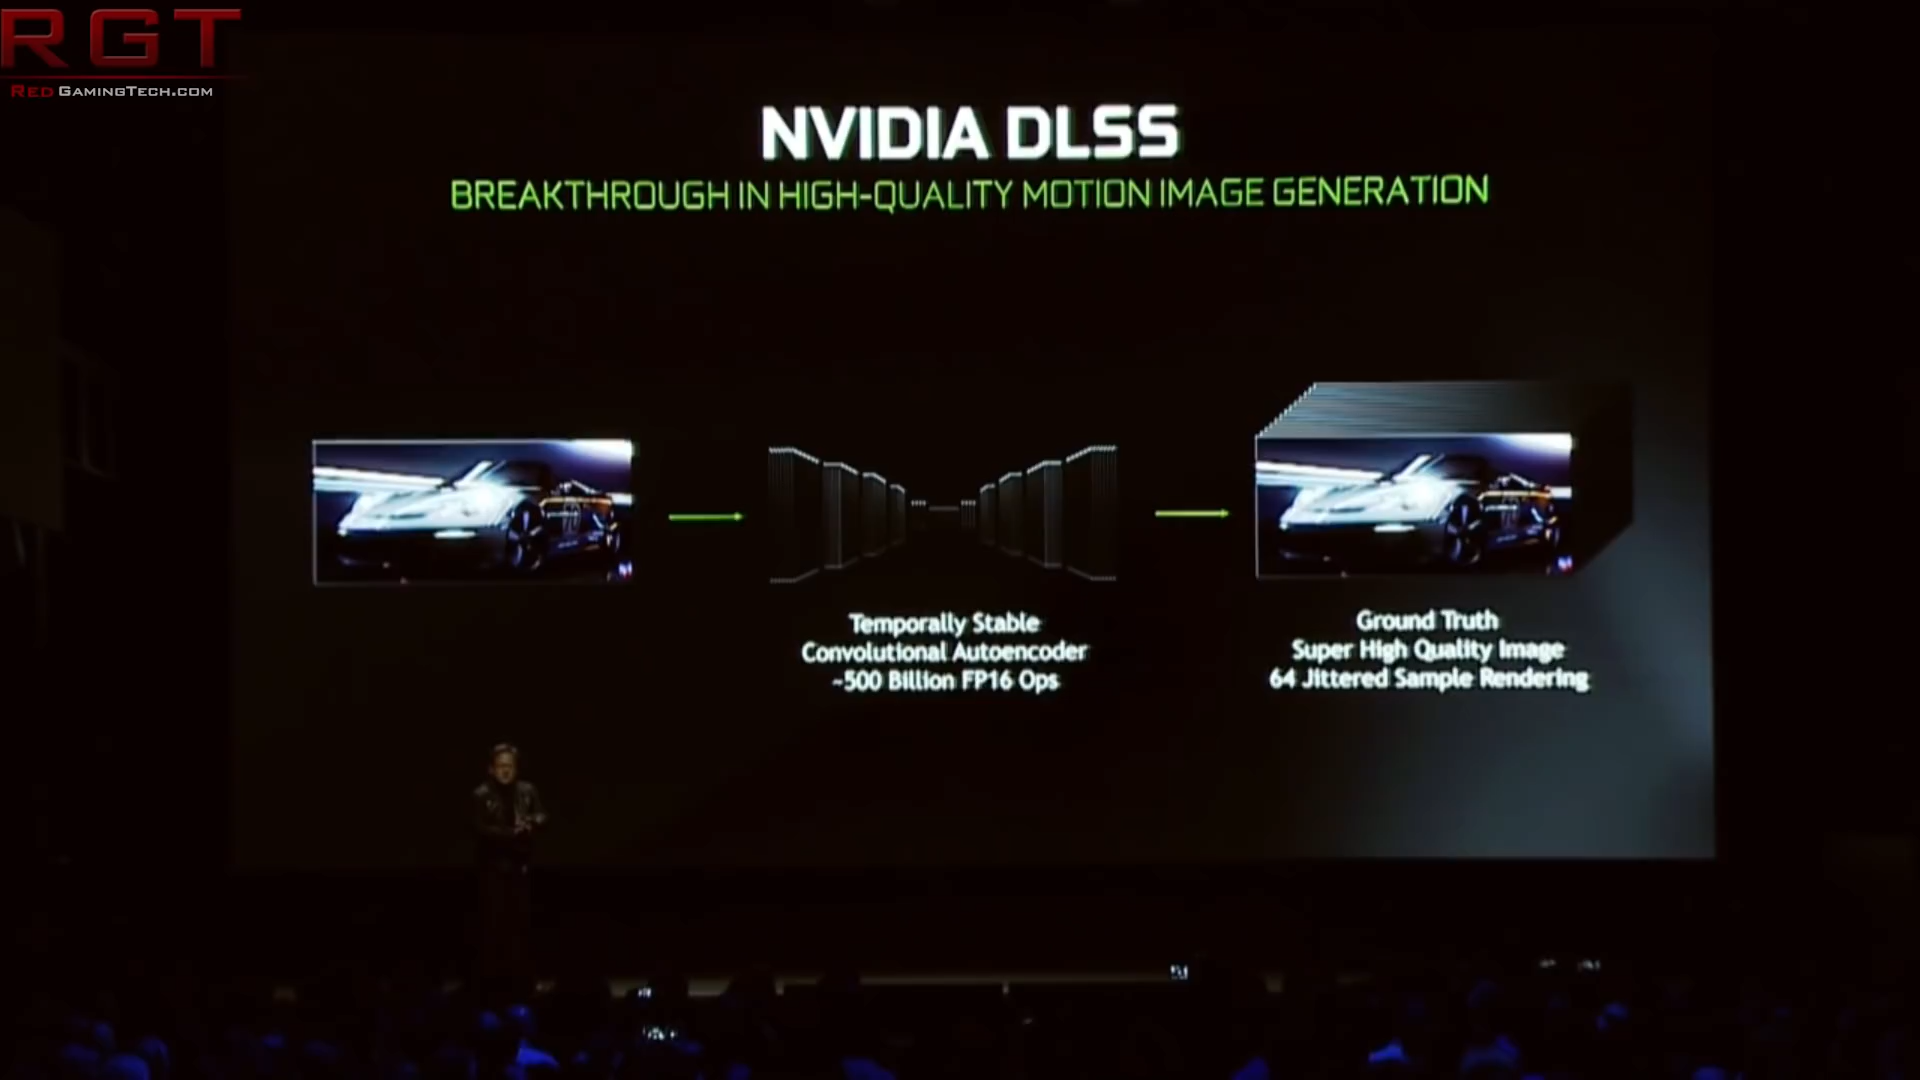 RGT
RED GAMINGTECH.COM
NVIDIA DLSS
BREAKTHROUGH IN HIGH-QUALITY MOTION IMAGE GENERATION
Temporally Stable
Convolutional Autoencoder
~500 Billion FP16 Ops
Ground Truth
Super High Quality Image
64 Jittered Sample Rendering